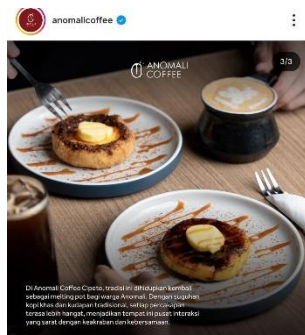 anomalicoffee
3/3
ANOMALI
COFFEE
Di Anomali Coffee Cipete, tradisi ini dihidupkan kembali
sebagai melting pot bagi warga Anomali. Dengan suguhan
kopi khas dan kudapan tradisional, setiap percakapan
terasa lebih hangat, menjadikan tempat ini pusat interaksi
yang sarat dengan keakraban dan kebersamaan.